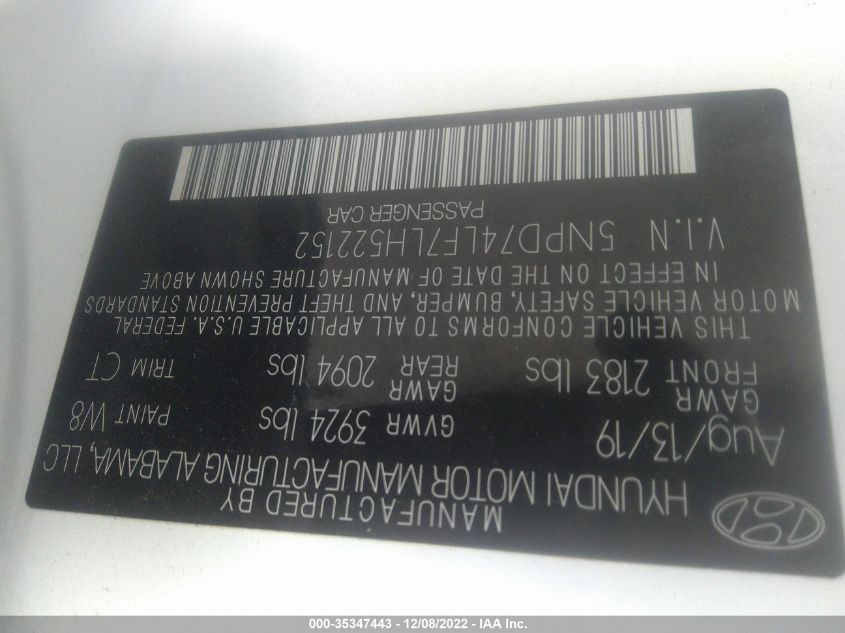 MANUFACTURED BY
HYUNDAI MOTOR MANUFACTURING ALABAMA, LLC
Aug/13/19 GVWR 3924 lbs PAINT W8
GAWR FRONT 2183 lbs GAWR REAR 2094 lbs TRIM CT
THIS VEHICLE CONFORMS TO ALL APPLICABLE U.S.A. FEDERAL
MOTOR VEHICLE SAFETY, BUMPER, AND THEFT PREVENTION STANDARDS
IN EFFECT ON THE DATE OF MANUFACTURE SHOWN ABOVE
V.I.N 5NPD74LF7LH522152
PASSENGER CAR
000-35347443 - 12/08/2022 - IAA Inc.